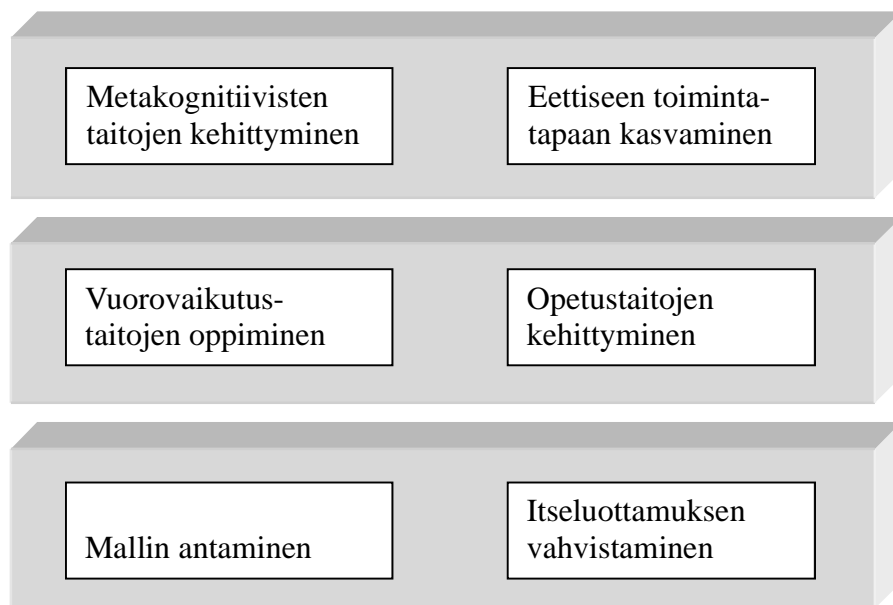 Metakognitiivisten
taitojen kehittyminen
Eettiseen toiminta-
tapaan kasvaminen
Vuorovaikutus-
taitojen oppiminen
Opetustaitojen
kehittyminen
Mallin antaminen
Itseluottamuksen
vahvistaminen